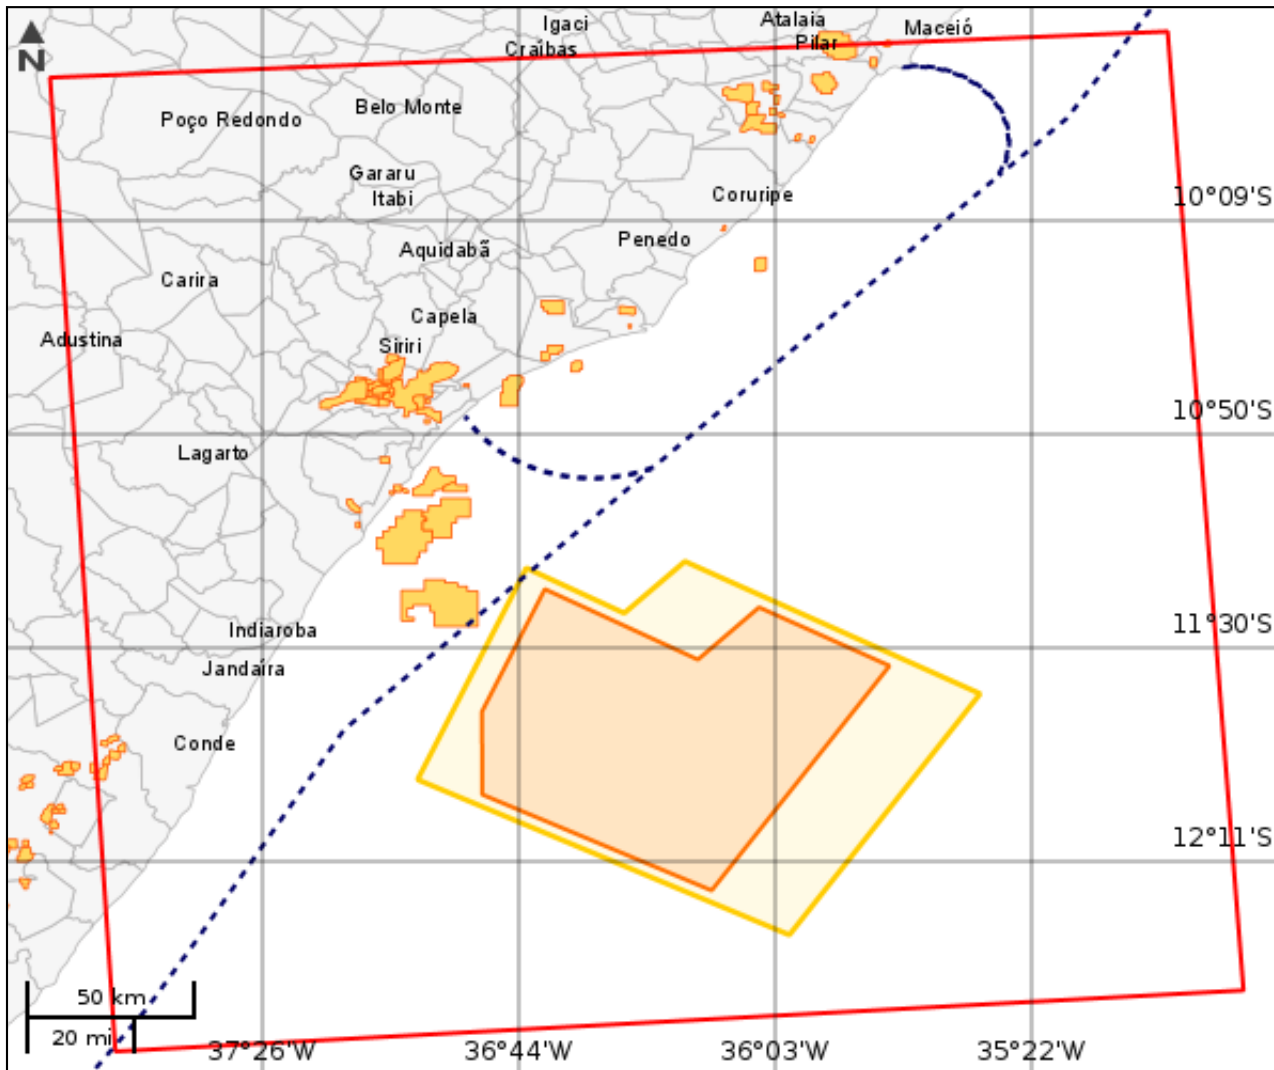 Igaci
Atalaia
Maceió
Craíbas
Pilar
N
Belo Monte
Poço Redondo
Gararu
Itabi
Coruripe
10°09'S
Penedo
Aquidabã
Carira
Capela
Adustina
Siriri
10°50'S
Lagarto
11°30'S
Indiaroba
Jandaíra
Conde
12°11'S
50 km
20 mi
37°26'W
36°44'W
36°03'W
35°22'W